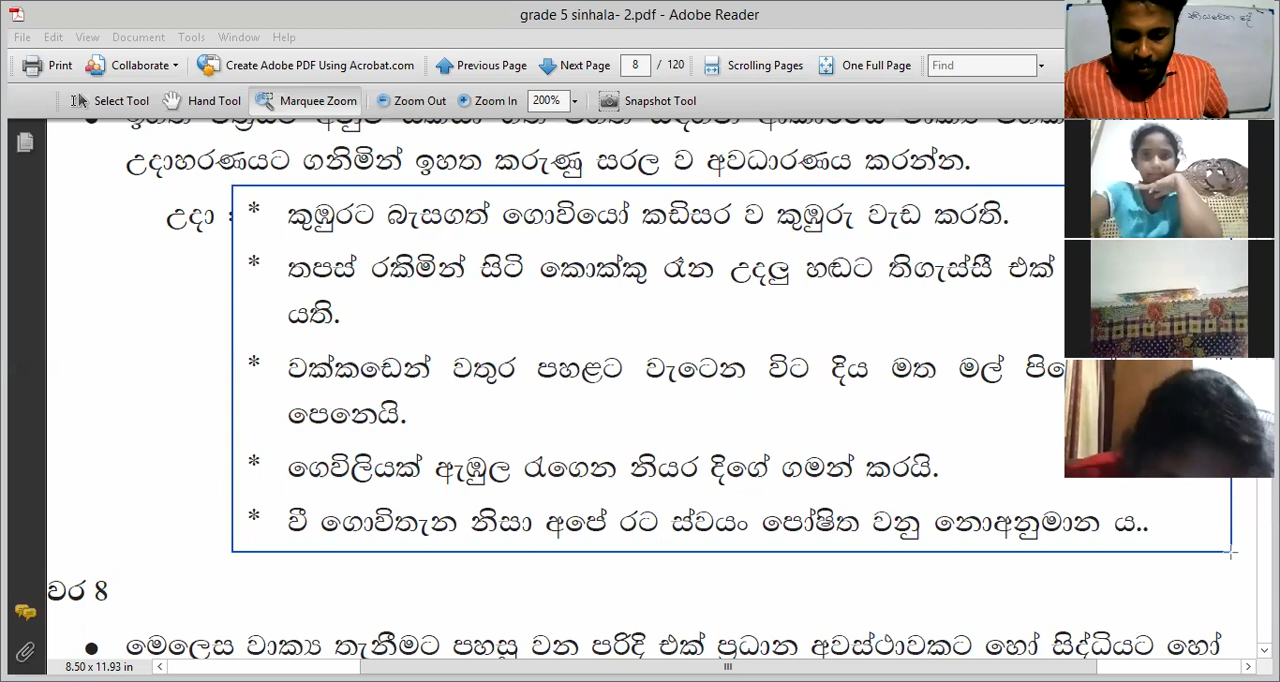 grade 5 sinhala- 2.pdf - Adobe Reader
File Edit View Document Tools Window Help
Print Collaborate Create Adobe PDF Using Acrobat.com Previous Page Next Page 8 / 120 Scrolling Pages One Full Page Find
Select Tool Hand Tool Marquee Zoom Zoom Out Zoom In 200% Snapshot Tool
උදාහරණයට ගනිමින් ඉහත කරුණු සරල ව අවධාරණය කරන්න.
උදා : * කුඹුරට බැසගත් ගොවියෝ කඩිසර ව කුඹුරු වැඩ කරති.
* තපස් රකිමින් සිටි කොක්කු රෑන උදලු හඬට තිගැස්සී එක්
යති.
* වක්කඩෙන් වතුර පහළට වැටෙන විට දිය මත මල්
පෙනෙයි.
* ගෙවිලියක් ඇඹුල රැගෙන නියර දිගේ ගමන් කරයි.
* වී ගොවිතැන නිසා අපේ රට ස්වයං පෝෂිත වනු නොඅනුමාන ය..
වර 8
● මෙලෙස වාක්‍ය තැනීමට පහසු වන පරිදි එක් ප්‍රධාන අවස්ථාවකට හෝ සිද්ධියට හෝ
8.50 x 11.93 in